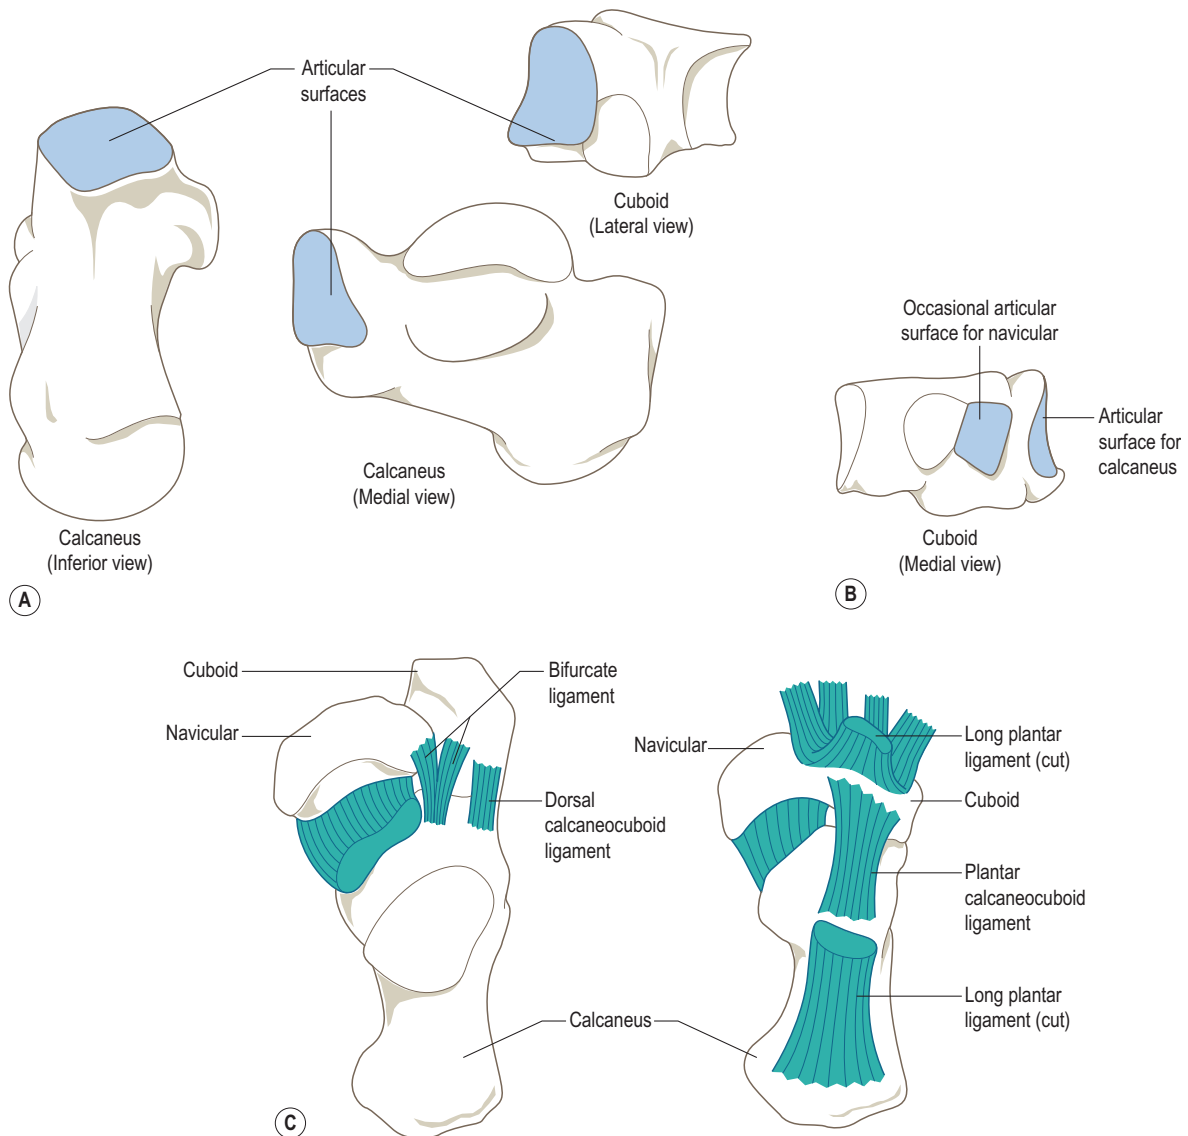 Articular
surfaces
Cuboid
(Lateral view)
Calcaneus
(Medial view)
Calcaneus
(Inferior view)
A
Occasional articular
surface for navicular
Articular
surface for
calcaneus
Cuboid
(Medial view)
B
Cuboid
Navicular
Bifurcate
ligament
Dorsal
calcaneocuboid
ligament
Navicular
Long plantar
ligament (cut)
Cuboid
Plantar
calcaneocuboid
ligament
Long plantar
ligament (cut)
Calcaneus
C